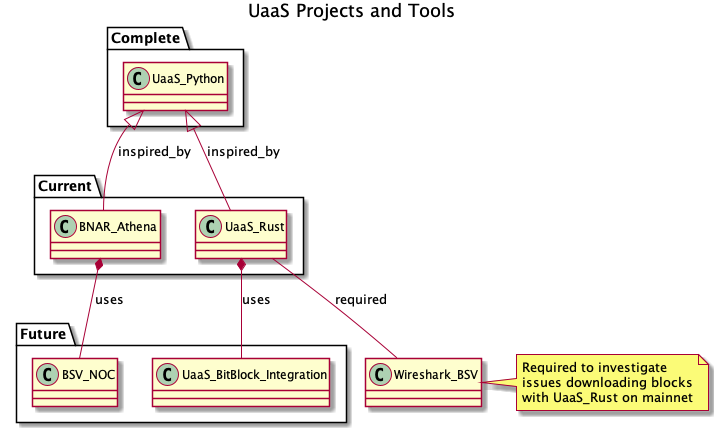 UaaS Projects and Tools
Complete
C UaaS_Python
inspired_by inspired_by
Current
C BNAR_Athena C UaaS_Rust
uses uses required
Future
C BSV_NOC C UaaS_BitBlock_Integration C Wireshark_BSV
Required to investigate
issues downloading blocks
with UaaS_Rust on mainnet